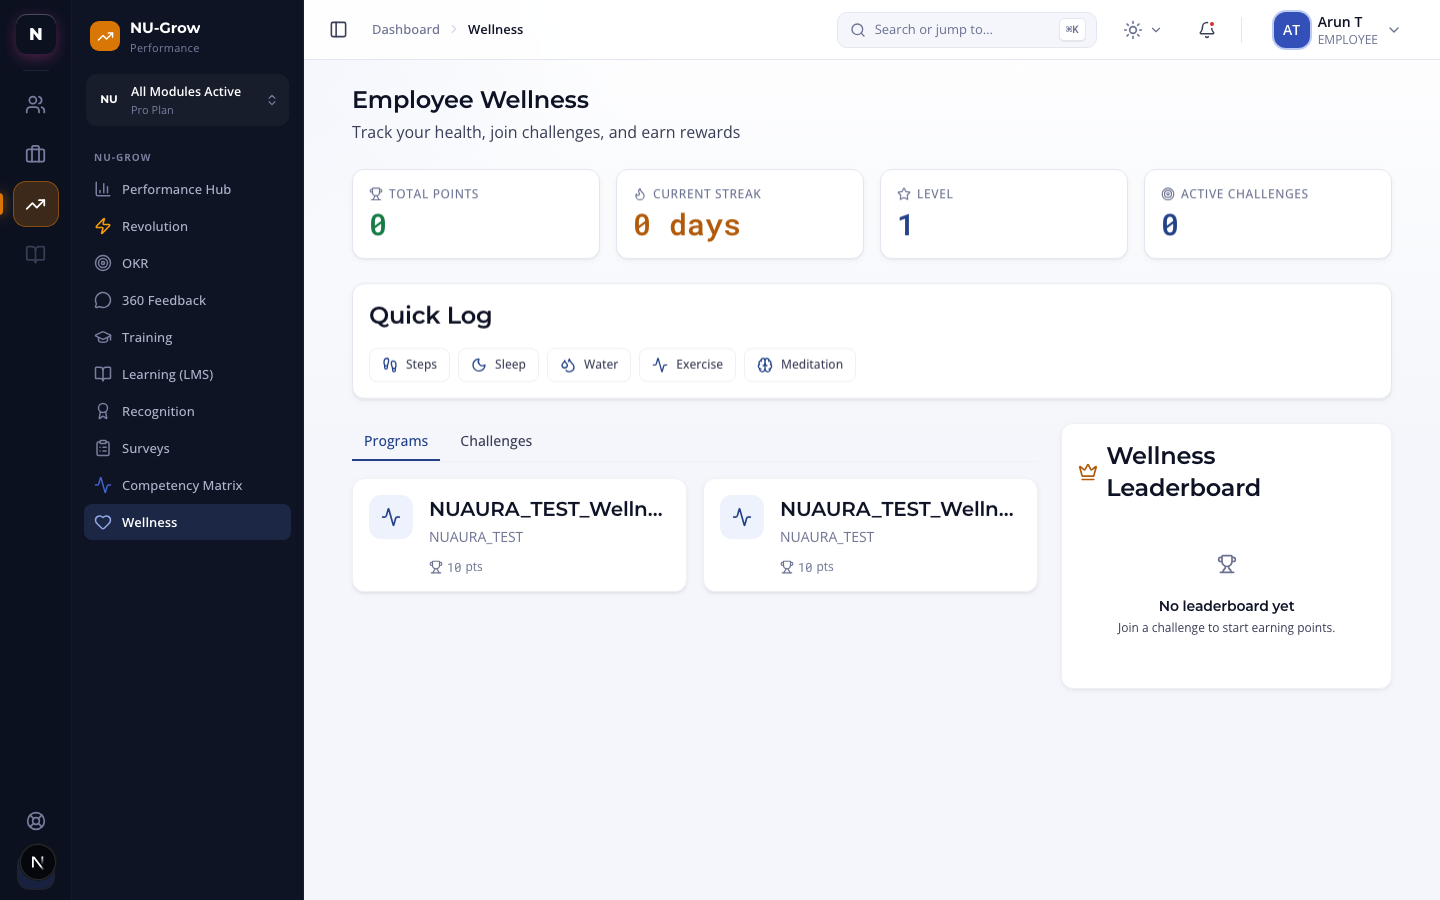 N
NU-Grow
Performance
NU
All Modules Active
Pro Plan
NU-GROW
Performance Hub
Revolution
OKR
360 Feedback
Training
Learning (LMS)
Recognition
Surveys
Competency Matrix
Wellness
N
Dashboard
Wellness
Search or jump to...
⌘K
AT
Arun T
EMPLOYEE
Employee Wellness
Track your health, join challenges, and earn rewards
TOTAL POINTS
0
CURRENT STREAK
0 days
LEVEL
1
ACTIVE CHALLENGES
0
Quick Log
Steps
Sleep
Water
Exercise
Meditation
Programs
Challenges
NUAURA_TEST_Welln...
NUAURA_TEST
10 pts
NUAURA_TEST_Welln...
NUAURA_TEST
10 pts
Wellness
Leaderboard
No leaderboard yet
Join a challenge to start earning points.